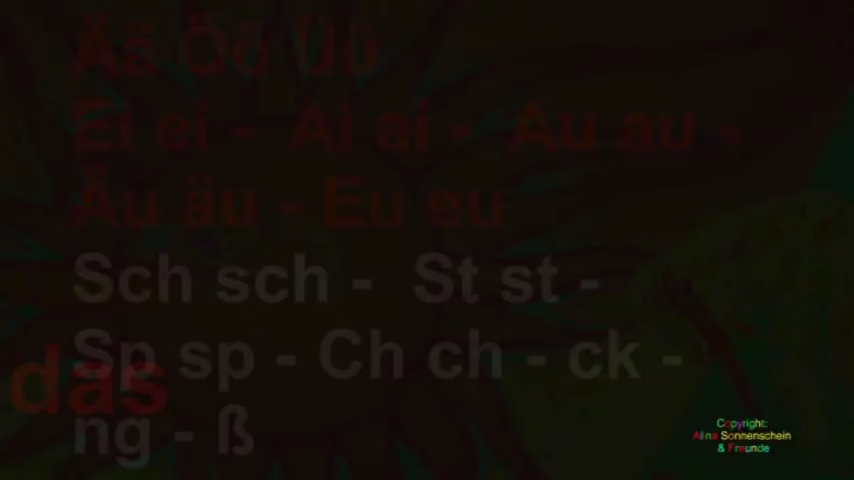 Ää Öö Üü
Ei ei - Ai ai - Au au -
Äu äu - Eu eu
Sch sch - St st -
Sp sp - Ch ch - ck -
das
ng - ß
Copyright:
Alina Sonnenschein
& Freunde